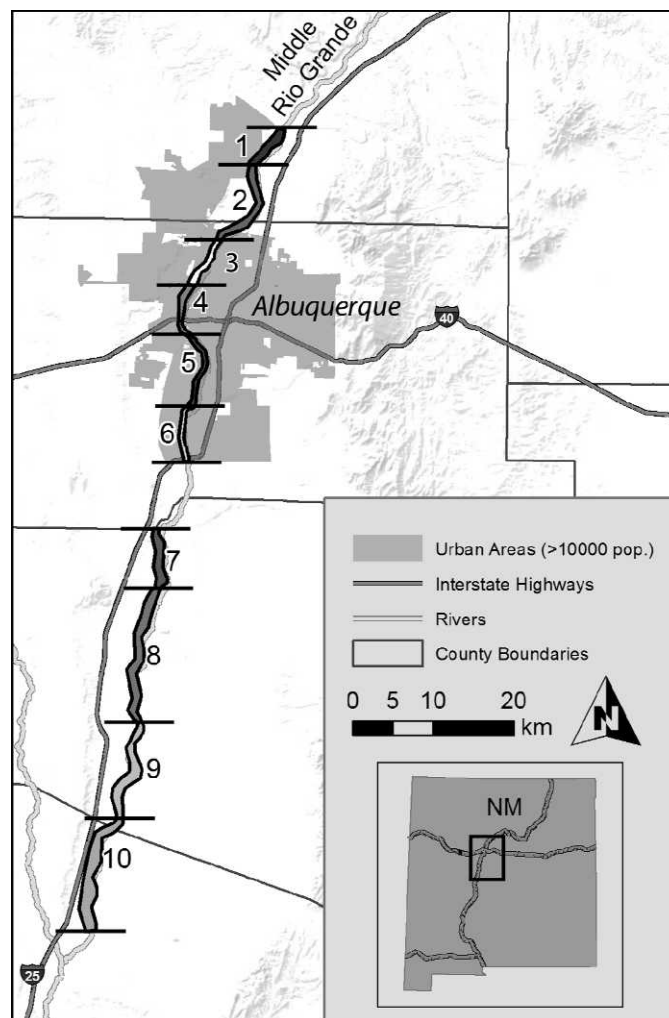 Middle
Rio Grande
1
2
3
4
Albuquerque
40
5
6
7
8
9
10
25
Urban Areas (>10000 pop.)
Interstate Highways
Rivers
County Boundaries
0 5 10 20
km
N
NM